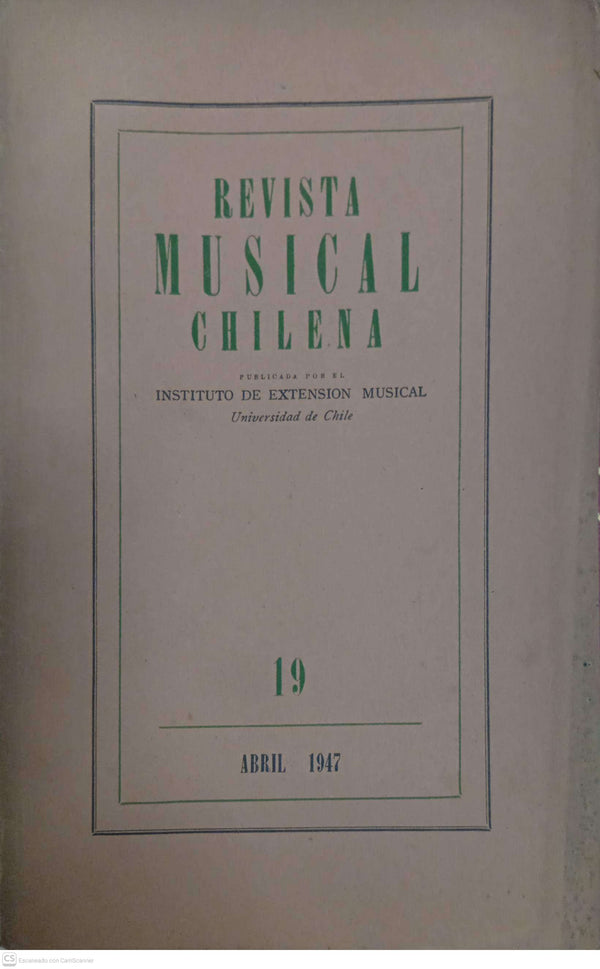 REVISTA
MUSICAL
CHILENA
PUBLICADA POR EL
INSTITUTO DE EXTENSION MUSICAL
Universidad de Chile
19
ABRIL 1947
CS Escaneado con CamScanner